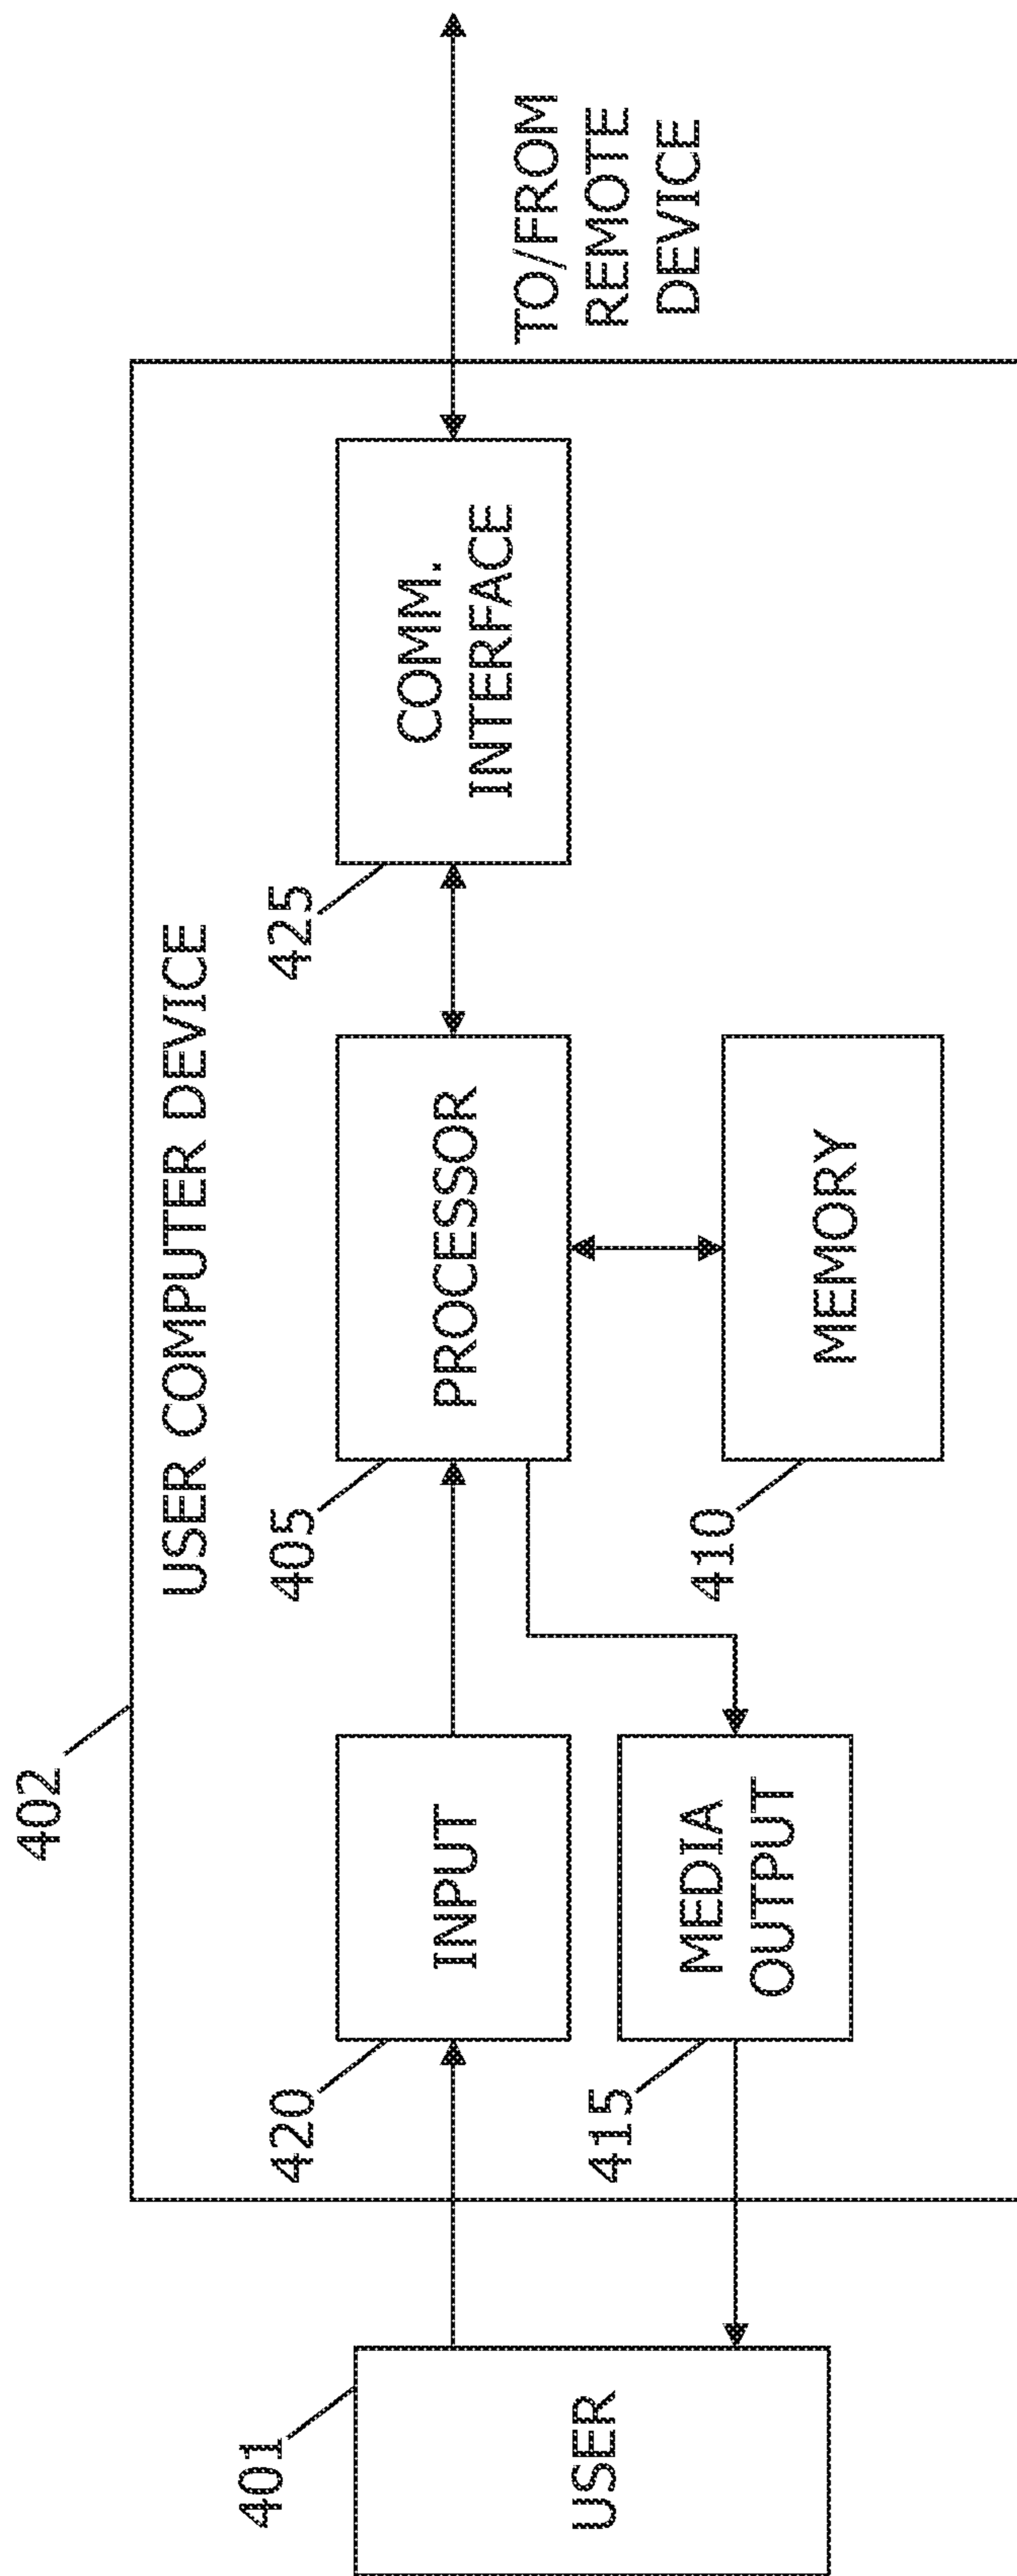 402
USER COMPUTER DEVICE
401
USER
420
INPUT
415
MEDIA
OUTPUT
405
PROCESSOR
410
MEMORY
425
COMM.
INTERFACE
TO/FROM
REMOTE
DEVICE